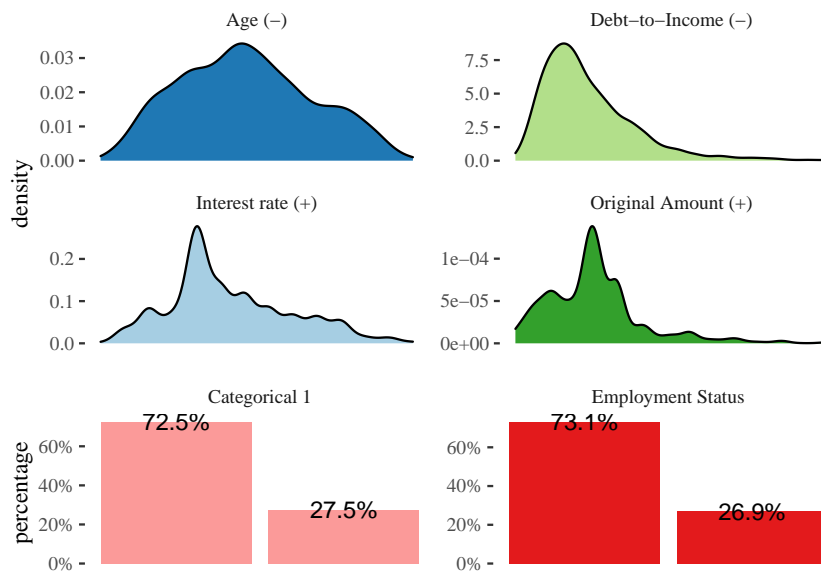 Age (−)
Debt−to−Income (−)
0.03
0.02
0.01
0.00
7.5
5.0
2.5
0.0
density
Interest rate (+)
Original Amount (+)
0.2
0.1
0.0
1e−04
5e−05
0e+00
Categorical 1
Employment Status
percentage
60%
40%
20%
0%
72.5%
27.5%
60%
40%
20%
0%
73.1%
26.9%